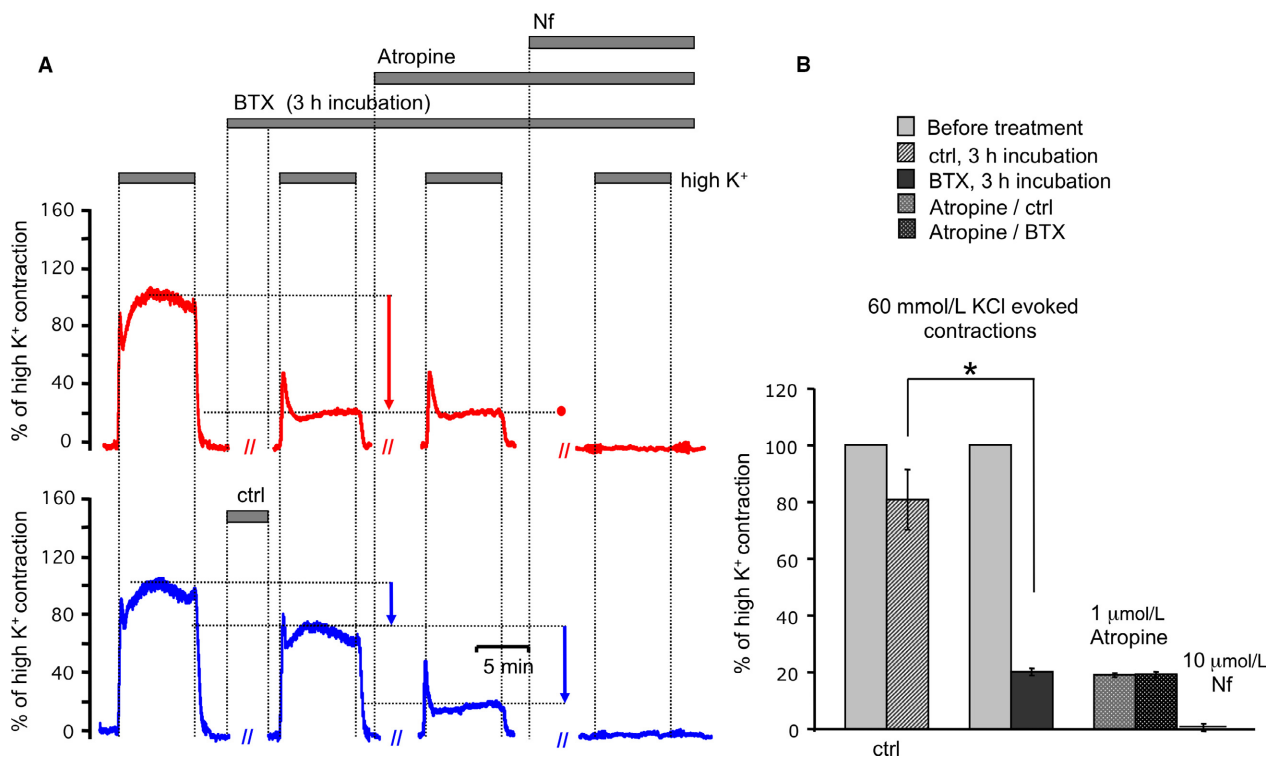 A
Nf
Atropine
BTX (3 h incubation)
high K⁺
160
120
80
40
0
% of high K⁺ contraction
//
//
//
ctrl
160
120
80
40
0
% of high K⁺ contraction
5 min
//
//
//
B
Before treatment
ctrl, 3 h incubation
BTX, 3 h incubation
Atropine / ctrl
Atropine / BTX
60 mmol/L KCl evoked
contractions
*
120
100
80
60
40
20
0
% of high K⁺ contraction
1 µmol/L
Atropine
10 µmol/L
Nf
ctrl